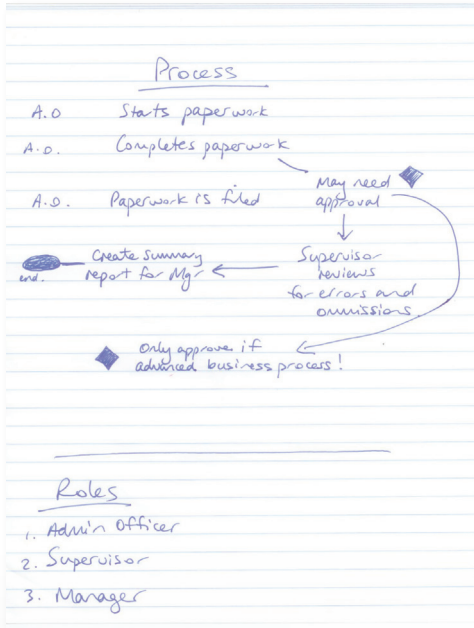 Process
A.O Starts paperwork
A.O. Completes paperwork
May need
A.O. Paperwork is filed approval
Create summary Supervisor
end. report for Mgr reviews
for errors and
ommissions
Only approve if
advanced business process!
Roles
1. Admin Officer
2. Supervisor
3. Manager